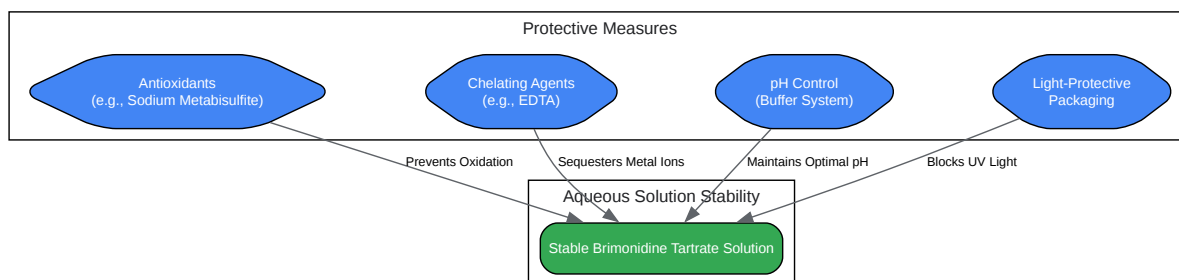 Protective Measures
Antioxidants
(e.g., Sodium Metabisulfite)
Chelating Agents
(e.g., EDTA)
pH Control
(Buffer System)
Light-Protective
Packaging
Prevents Oxidation
Sequesters Metal Ions
Maintains Optimal pH
Blocks UV Light
Aqueous Solution Stability
Stable Brimonidine Tartrate Solution